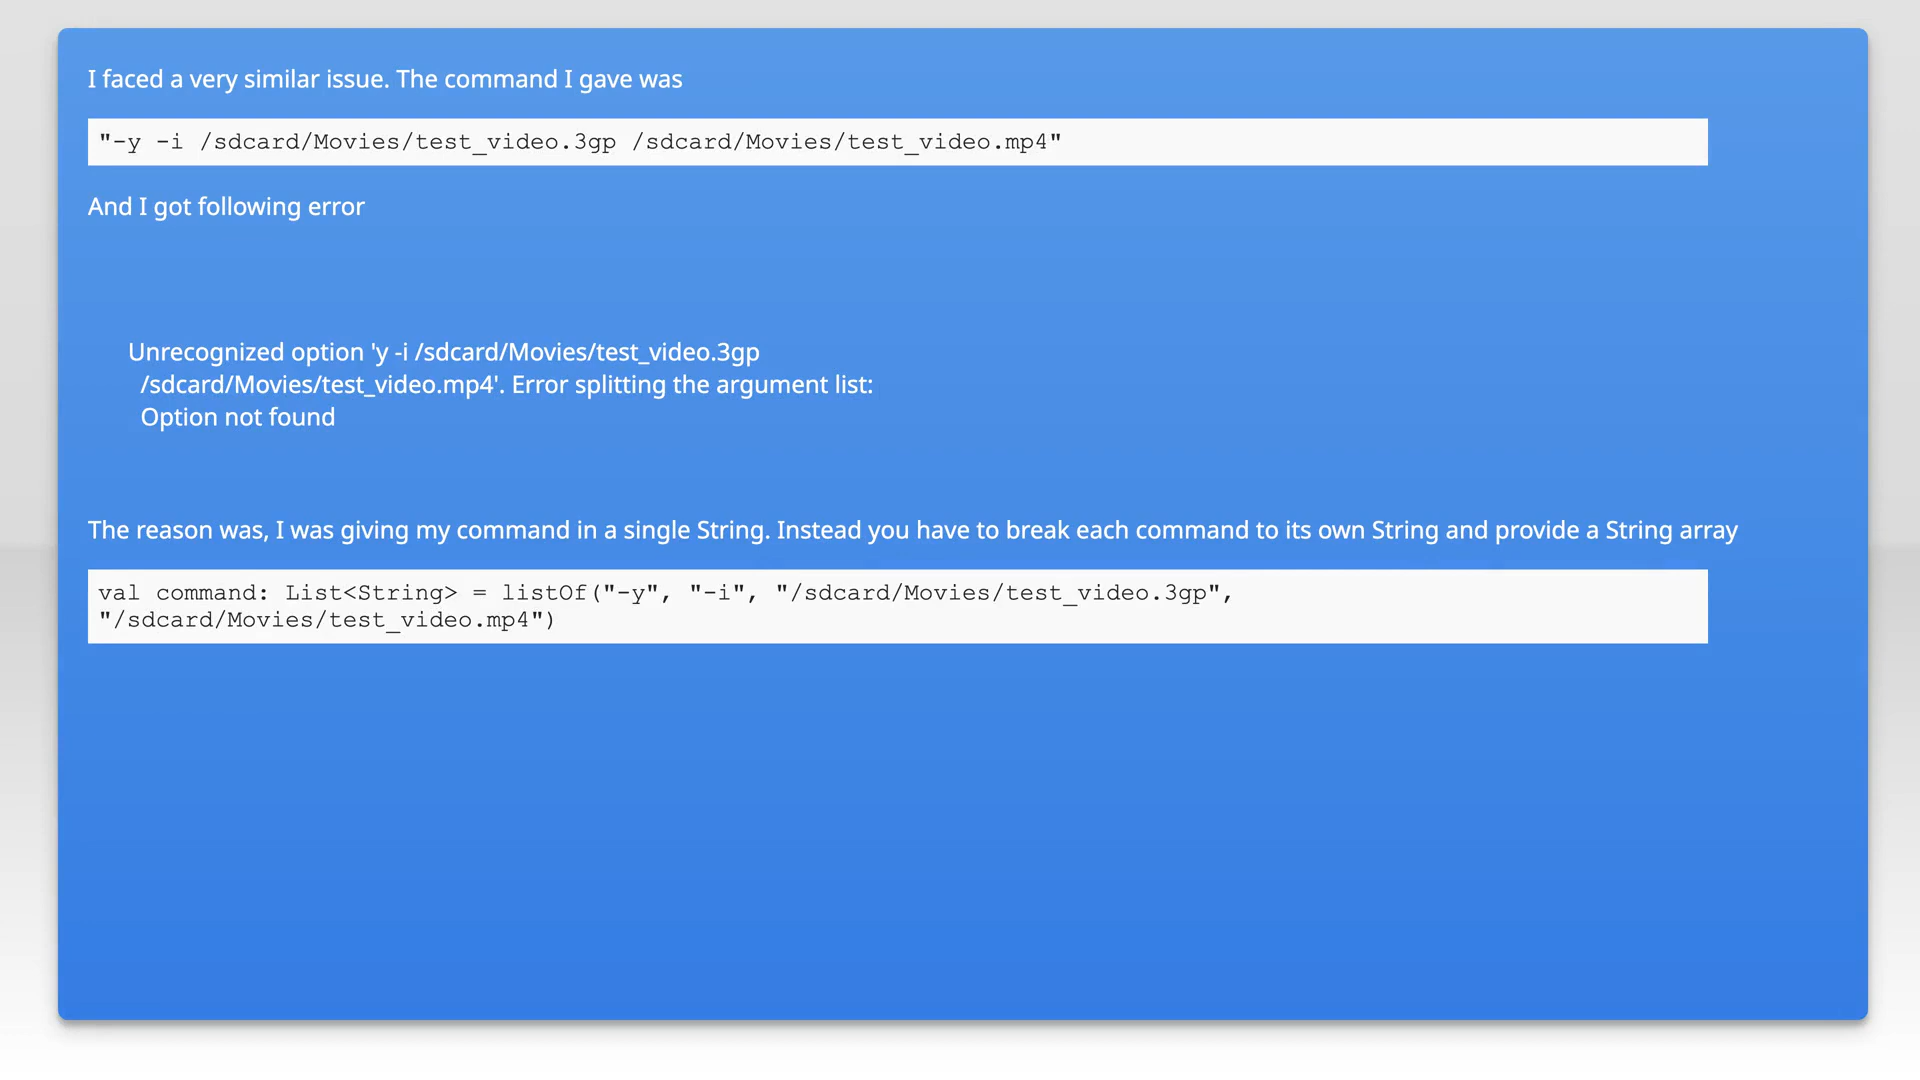 I faced a very similar issue. The command I gave was
"-y -i /sdcard/Movies/test_video.3gp /sdcard/Movies/test_video.mp4"
And I got following error
Unrecognized option 'y -i /sdcard/Movies/test_video.3gp
/sdcard/Movies/test_video.mp4'. Error splitting the argument list:
Option not found
The reason was, I was giving my command in a single String. Instead you have to break each command to its own String and provide a String array
val command: List<String> = listOf("-y", "-i", "/sdcard/Movies/test_video.3gp",
"/sdcard/Movies/test_video.mp4")